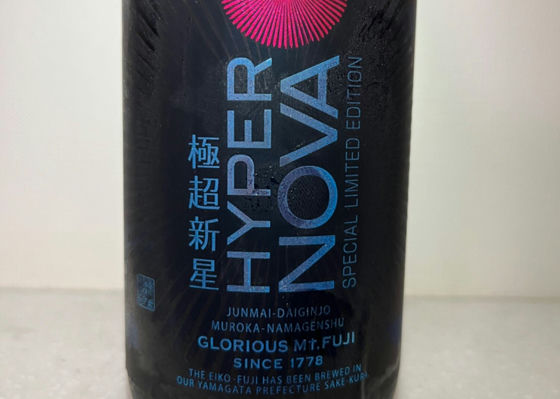 極超新星
HYPER
NOVA
SPECIAL LIMITED EDITION
JUNMAI-DAIGINJO
MUROKA-NAMAGENSHU
GLORIOUS Mt.FUJI
SINCE 1778
THE EIKO-FUJI HAS BEEN BREWED IN
OUR YAMAGATA PREFECTURE SAKE-KURA